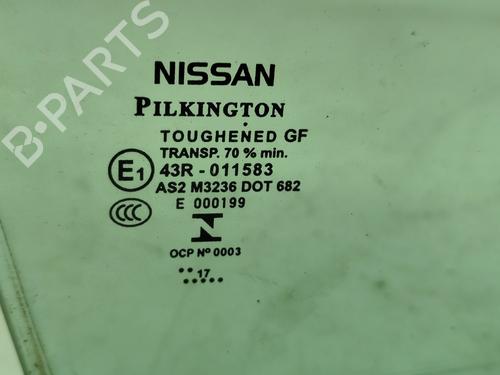 B-PARTS
NISSAN
PILKINGTON
TOUGHENED GF
TRANSP. 70 % min.
E1 43R - 011583
AS2 M3236 DOT 682
CCC E 000199
N
OCP Nº 0003
17